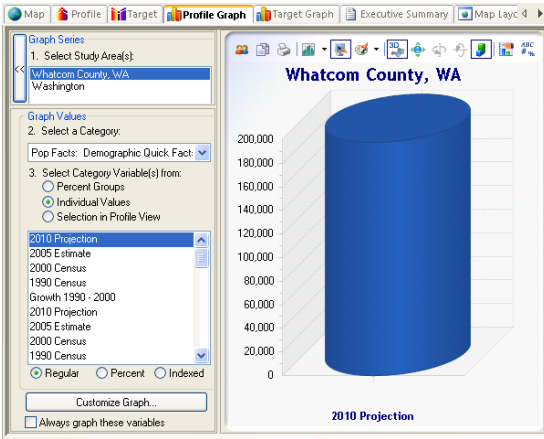 Map Profile Target Profile Graph Target Graph Executive Summary Map Layc
Graph Series
1. Select Study Area(s):
<<
Whatcom County, WA
Washington
Graph Values
2. Select a Category:
Pop Facts: Demographic Quick Fact:
3. Select Category Variable(s) from:
Percent Groups
Individual Values
Selection in Profile View
2010 Projection
2005 Estimate
2000 Census
1990 Census
Growth 1990 - 2000
2010 Projection
2005 Estimate
2000 Census
1990 Census
Regular Percent Indexed
Customize Graph...
Always graph these variables
3D
ABC
#%
Whatcom County, WA
200,000
180,000
160,000
140,000
120,000
100,000
80,000
60,000
40,000
20,000
0
2010 Projection